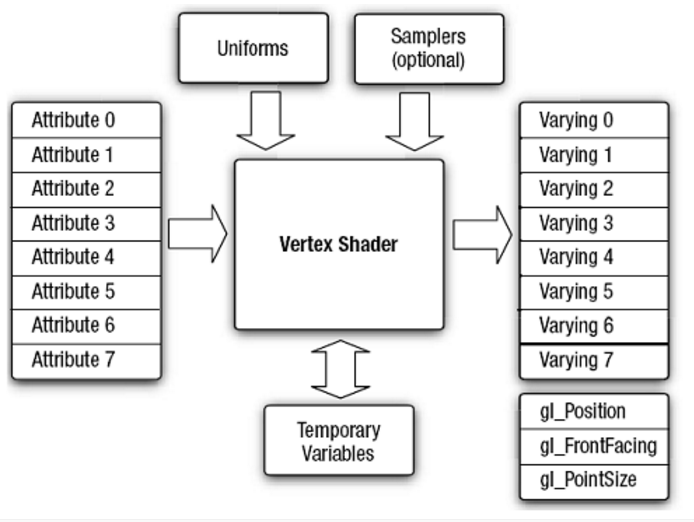 Uniforms
Samplers
(optional)
Attribute 0
Attribute 1
Attribute 2
Attribute 3
Attribute 4
Attribute 5
Attribute 6
Attribute 7
Vertex Shader
Varying 0
Varying 1
Varying 2
Varying 3
Varying 4
Varying 5
Varying 6
Varying 7
Temporary
Variables
gl_Position
gl_FrontFacing
gl_PointSize